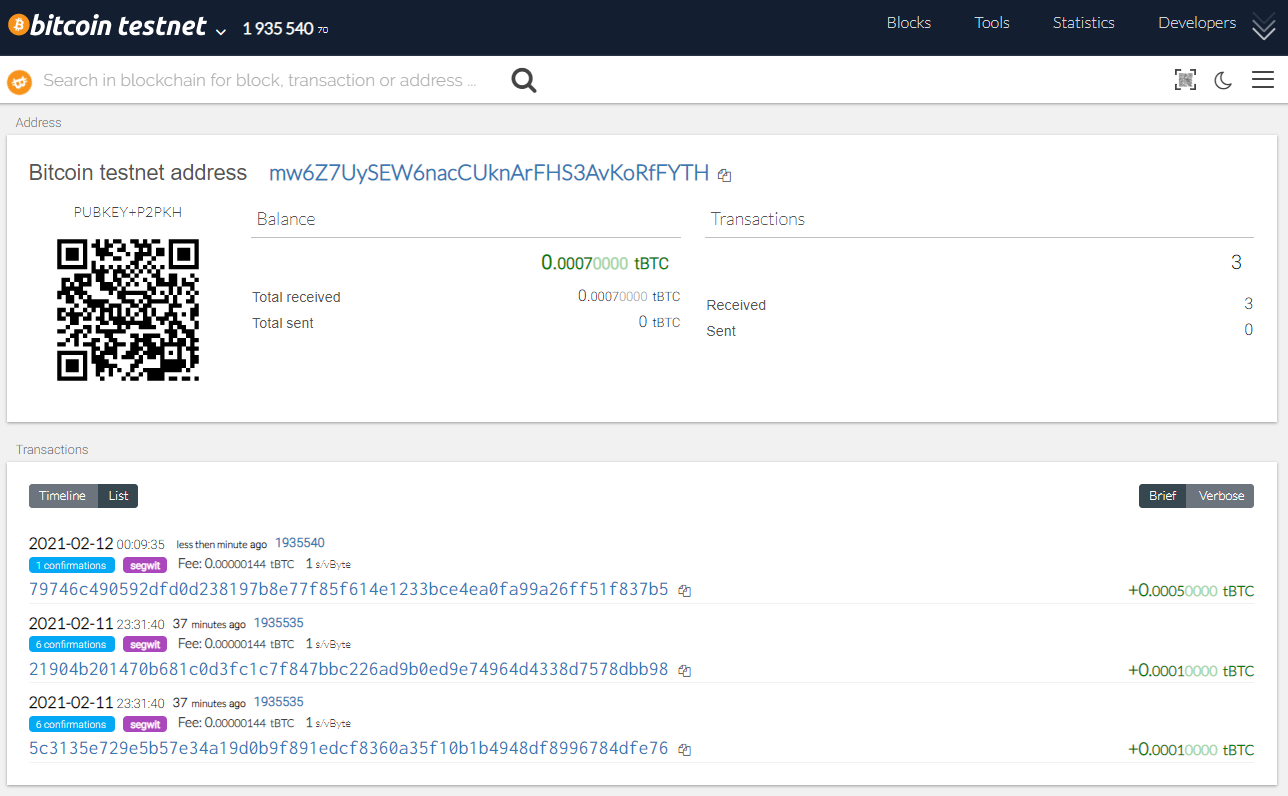 bitcoin testnet 1 935 540 70 Blocks Tools Statistics Developers
Search in blockchain for block, transaction or address ...
Address
Bitcoin testnet address mw6Z7UySEW6nacCUknArFHS3AvKoRfFYTH
PUBKEY+P2PKH
Balance
0.00070000 tBTC
Total received 0.00070000 tBTC
Total sent 0 tBTC
Transactions
3
Received 3
Sent 0
Transactions
Timeline List Brief Verbose
2021-02-12 00:09:35 less then minute ago 1935540
1 confirmations segwit Fee: 0.00000144 tBTC 1 s/vByte
79746c490592dfd0d238197b8e77f85f614e1233bce4ea0fa99a26ff51f837b5 +0.00050000 tBTC
2021-02-11 23:31:40 37 minutes ago 1935535
6 confirmations segwit Fee: 0.00000144 tBTC 1 s/vByte
21904b201470b681c0d3fc1c7f847bbc226ad9b0ed9e74964d4338d7578dbb98 +0.00010000 tBTC
2021-02-11 23:31:40 37 minutes ago 1935535
6 confirmations segwit Fee: 0.00000144 tBTC 1 s/vByte
5c3135e729e5b57e34a19d0b9f891edcf8360a35f10b1b4948df8996784dfe76 +0.00010000 tBTC